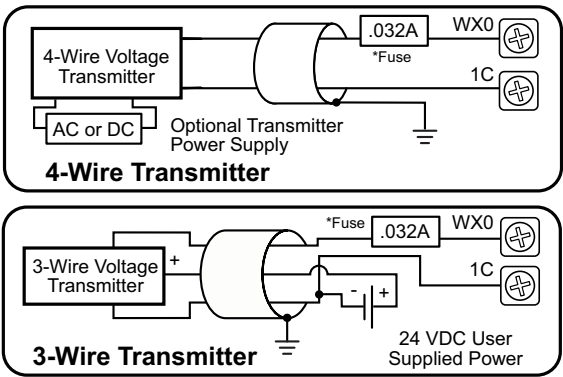 4-Wire Voltage
Transmitter
AC or DC
Optional Transmitter
Power Supply
.032A
*Fuse
WX0
1C
4-Wire Transmitter
3-Wire Voltage
Transmitter
+
*Fuse
.032A
WX0
1C
- +
24 VDC User
Supplied Power
3-Wire Transmitter